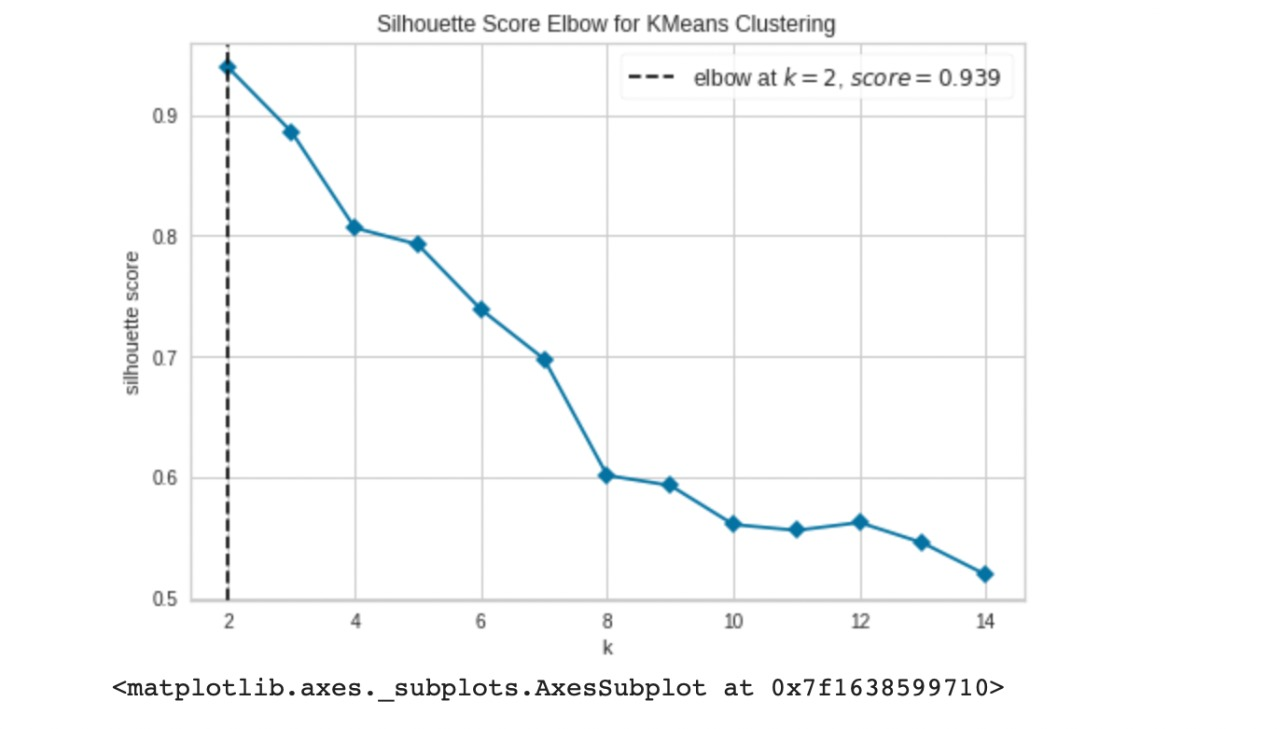 Silhouette Score Elbow for KMeans Clustering
elbow at k = 2, score = 0.939
silhouette score
0.9
0.8
0.7
0.6
0.5
2 4 6 8 10 12 14
k
<matplotlib.axes._subplots.AxesSubplot at 0x7f1638599710>